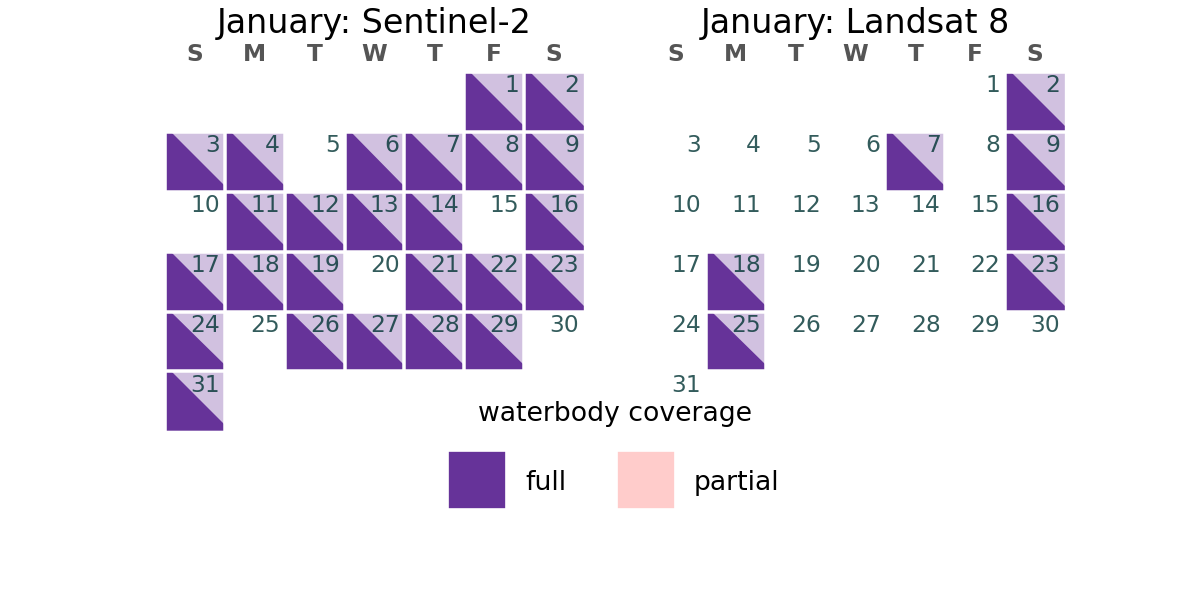 January: Sentinel-2
S M T W T F S
1 2
3 4 5 6 7 8 9
10 11 12 13 14 15 16
17 18 19 20 21 22 23
24 25 26 27 28 29 30
31
January: Landsat 8
S M T W T F S
1 2
3 4 5 6 7 8 9
10 11 12 13 14 15 16
17 18 19 20 21 22 23
24 25 26 27 28 29 30
31
waterbody coverage
full partial